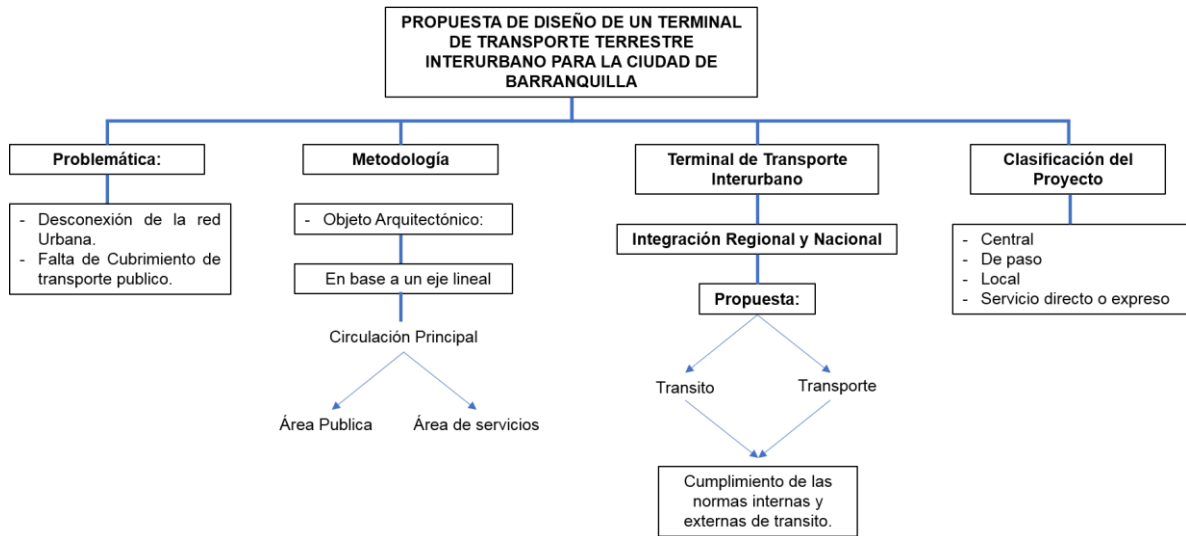 PROPUESTA DE DISEÑO DE UN TERMINAL
DE TRANSPORTE TERRESTRE
INTERURBANO PARA LA CIUDAD DE
BARRANQUILLA
Problemática:
- Desconexión de la red
Urbana.
- Falta de Cubrimiento de
transporte publico.
Metodología
- Objeto Arquitectónico:
En base a un eje lineal
Circulación Principal
Área Publica
Área de servicios
Terminal de Transporte
Interurbano
Integración Regional y Nacional
Propuesta:
Transito
Transporte
Cumplimiento de las
normas internas y
externas de transito.
Clasificación del
Proyecto
- Central
- De paso
- Local
- Servicio directo o expreso